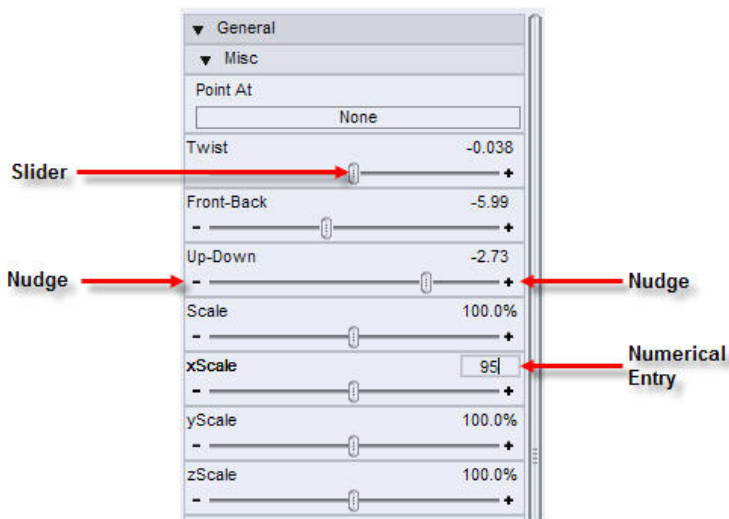 General
Misc
Point At
None
Twist -0.038
Slider
Front-Back -5.99
- +
Up-Down -2.73
Nudge - + Nudge
Scale 100.0%
- +
xScale 95
Numerical
Entry
- +
yScale 100.0%
- +
zScale 100.0%
- +